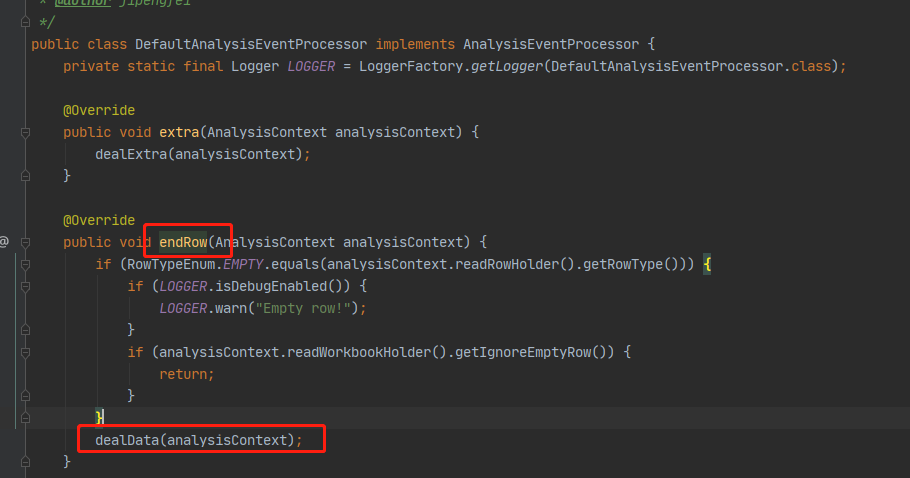 * @author jipengfei
*/
public class DefaultAnalysisEventProcessor implements AnalysisEventProcessor {
private static final Logger LOGGER = LoggerFactory.getLogger(DefaultAnalysisEventProcessor.class);
@Override
public void extra(AnalysisContext analysisContext) {
dealExtra(analysisContext);
}
@Override
@ public void endRow(AnalysisContext analysisContext) {
if (RowTypeEnum.EMPTY.equals(analysisContext.readRowHolder().getRowType())) {
if (LOGGER.isDebugEnabled()) {
LOGGER.warn("Empty row!");
}
if (analysisContext.readWorkbookHolder().getIgnoreEmptyRow()) {
return;
}
}
dealData(analysisContext);
}